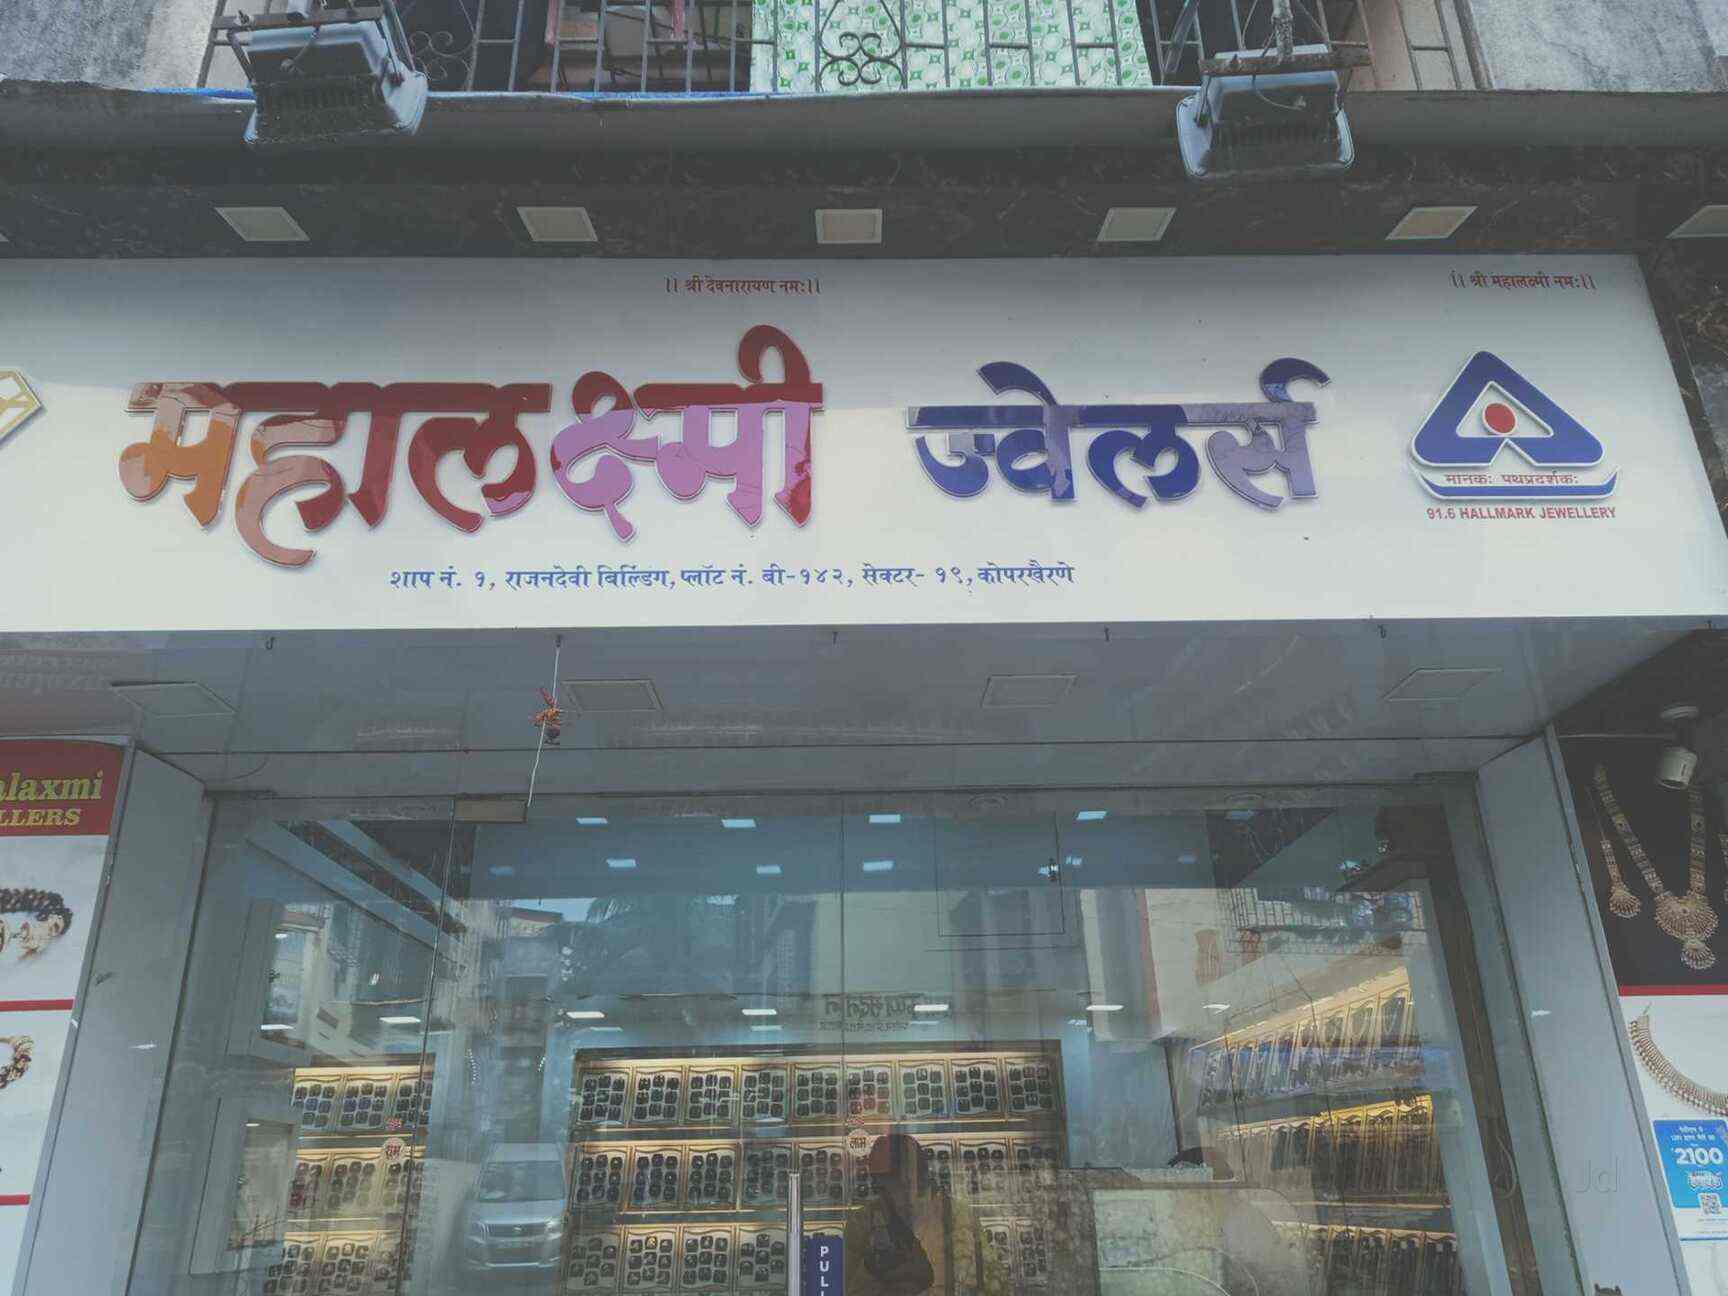 || श्री देवनारायण नमः||
|| श्री महालक्ष्मी नमः||
महालक्ष्मी ज्वेलर्स
मानकः पथप्रदर्शकः
91.6 HALLMARK JEWELLERY
शाप नं. १, राजनदेवी बिल्डिंग, प्लॉट नं. बी-१४२, सेक्टर- १९, कोपरखैरणे
alaxmi
LLERS
शुभ
लाभ
2100
PULL